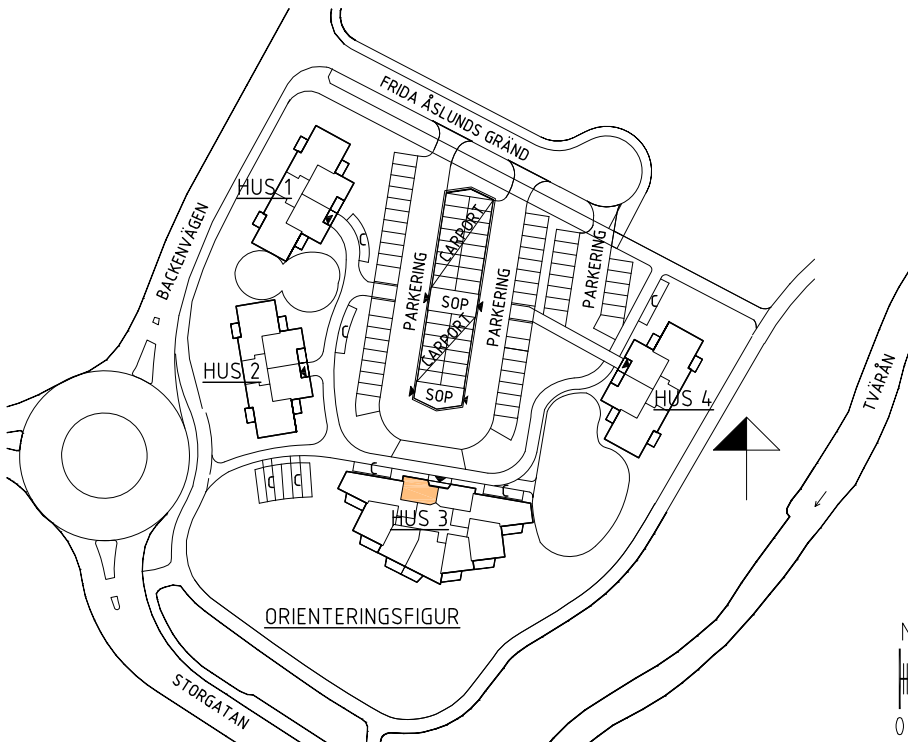 FRIDA ÅSLUNDS GRÄND
HUS 1
BACKENVÄGEN
CARPORT
PARKERING
PARKERING
PARKERING
SOP
CARPORT
HUS 2
SOP
HUS 4
TVÄRÅN
HUS 3
ORIENTERINGSFIGUR
STORGATAN
0